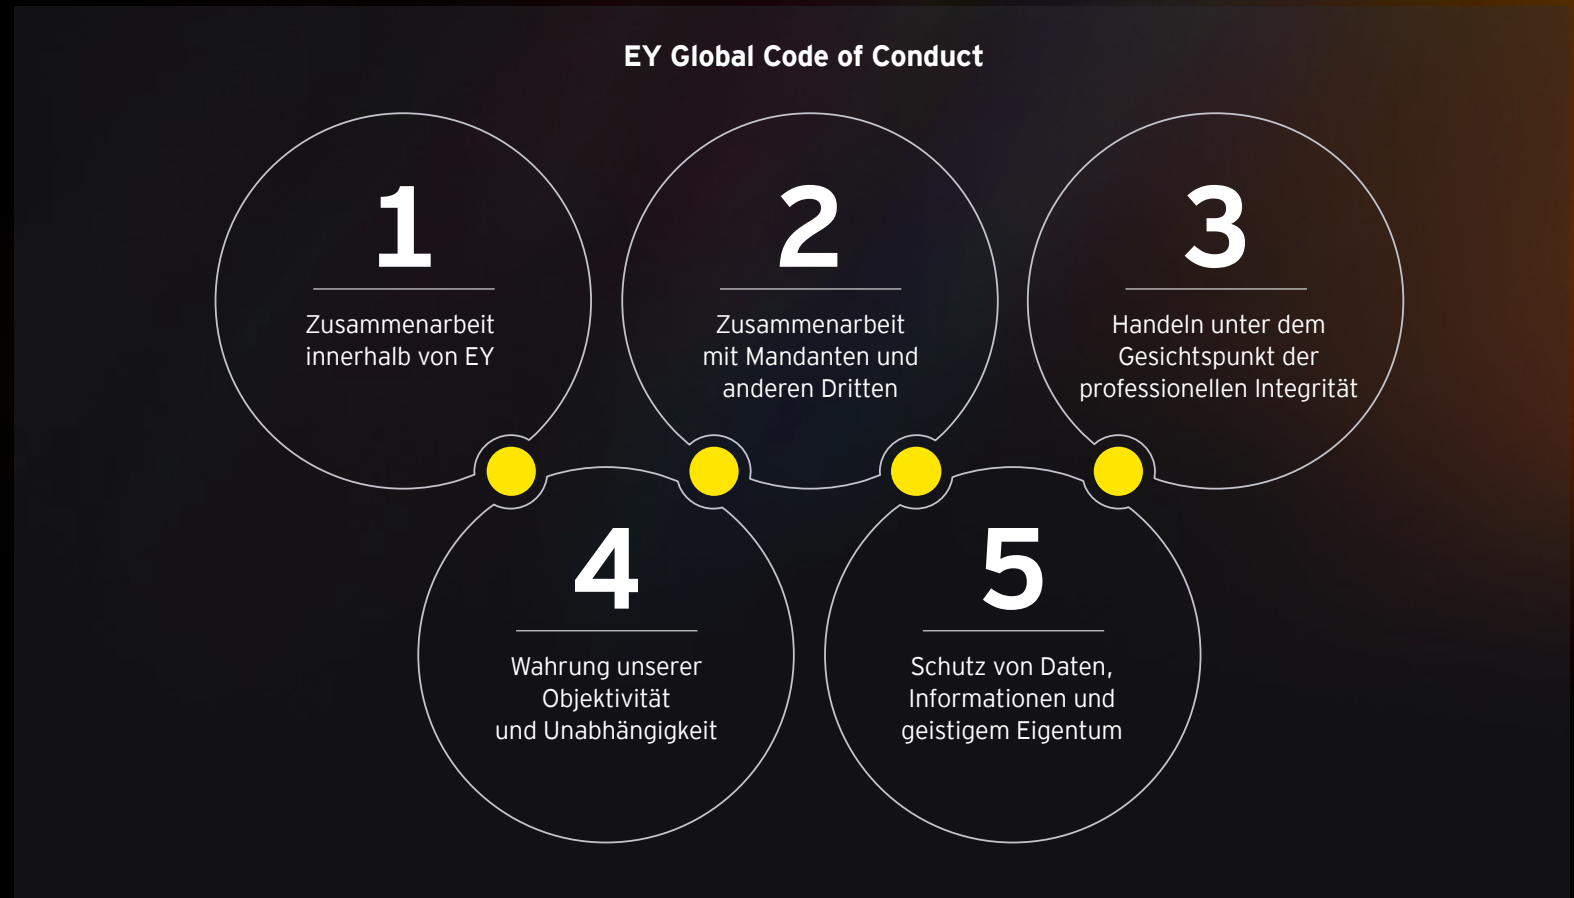 EY Global Code of Conduct
1
Zusammenarbeit
innerhalb von EY
2
Zusammenarbeit
mit Mandanten und
anderen Dritten
3
Handeln unter dem
Gesichtspunkt der
professionellen Integrität
4
Wahrung unserer
Objektivität
und Unabhängigkeit
5
Schutz von Daten,
Informationen und
geistigem Eigentum